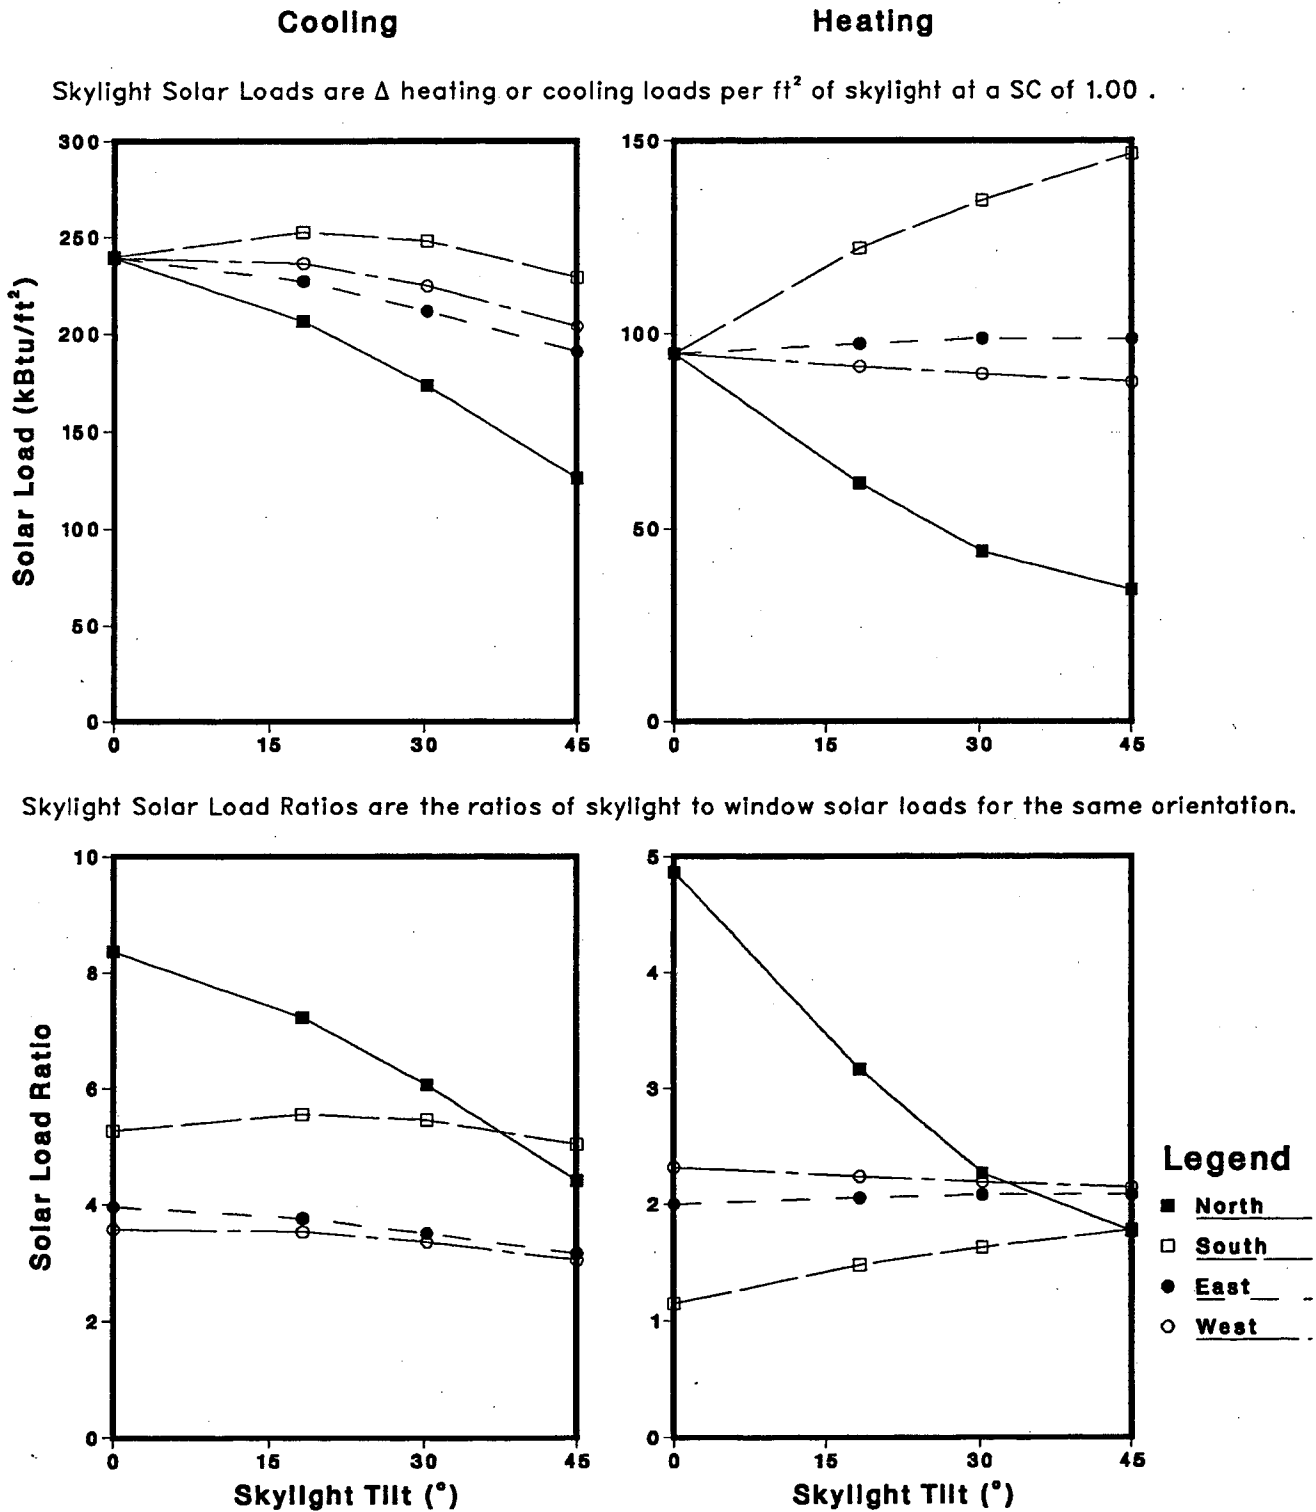 Cooling
Heating
Skylight Solar Loads are Δ heating or cooling loads per ft² of skylight at a SC of 1.00 .
Solar Load (kBtu/ft²)
300
250
200
150
100
50
0
0 15 30 45
150
100
50
0
0 15 30 45
Skylight Solar Load Ratios are the ratios of skylight to window solar loads for the same orientation.
Solar Load Ratio
10
8
6
4
2
0
0 15 30 45
Skylight Tilt (°)
5
4
3
2
1
0
0 15 30 45
Skylight Tilt (°)
Legend
North
South
East
West